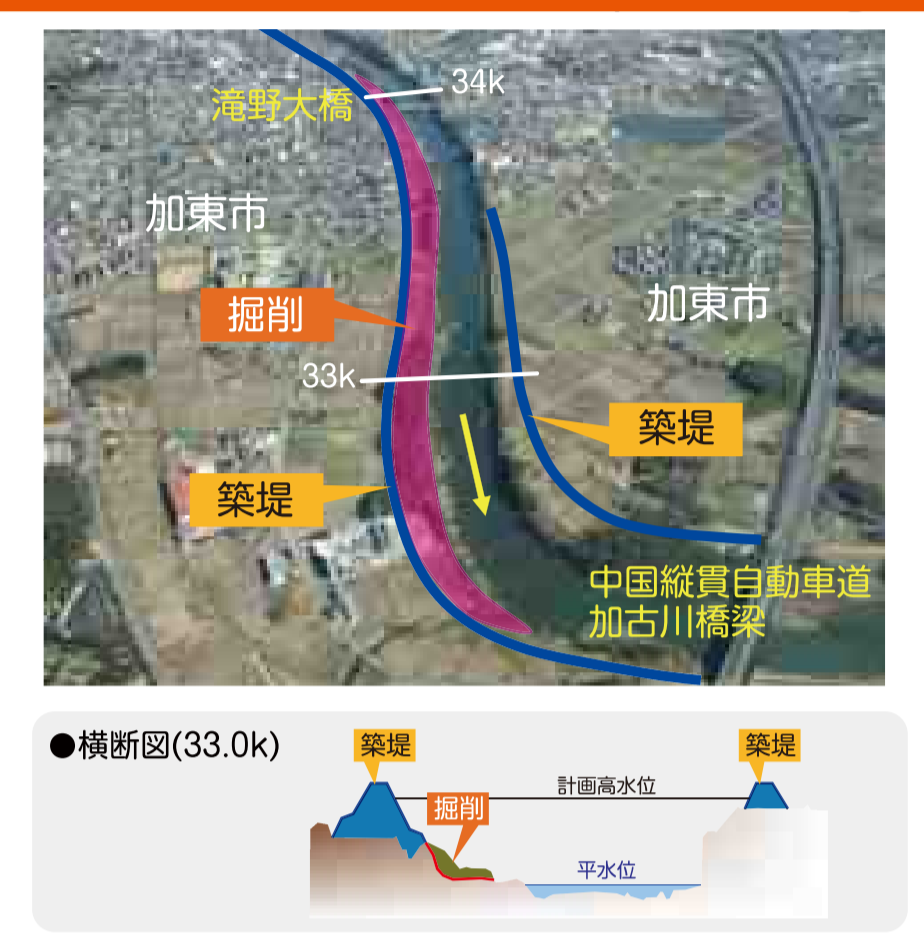 34k
滝野大橋
加東市
加東市
掘削
33k
築堤
築堤
中国縦貫自動車道
加古川橋梁
●横断図(33.0k)
築堤
築堤
計画高水位
掘削
平水位